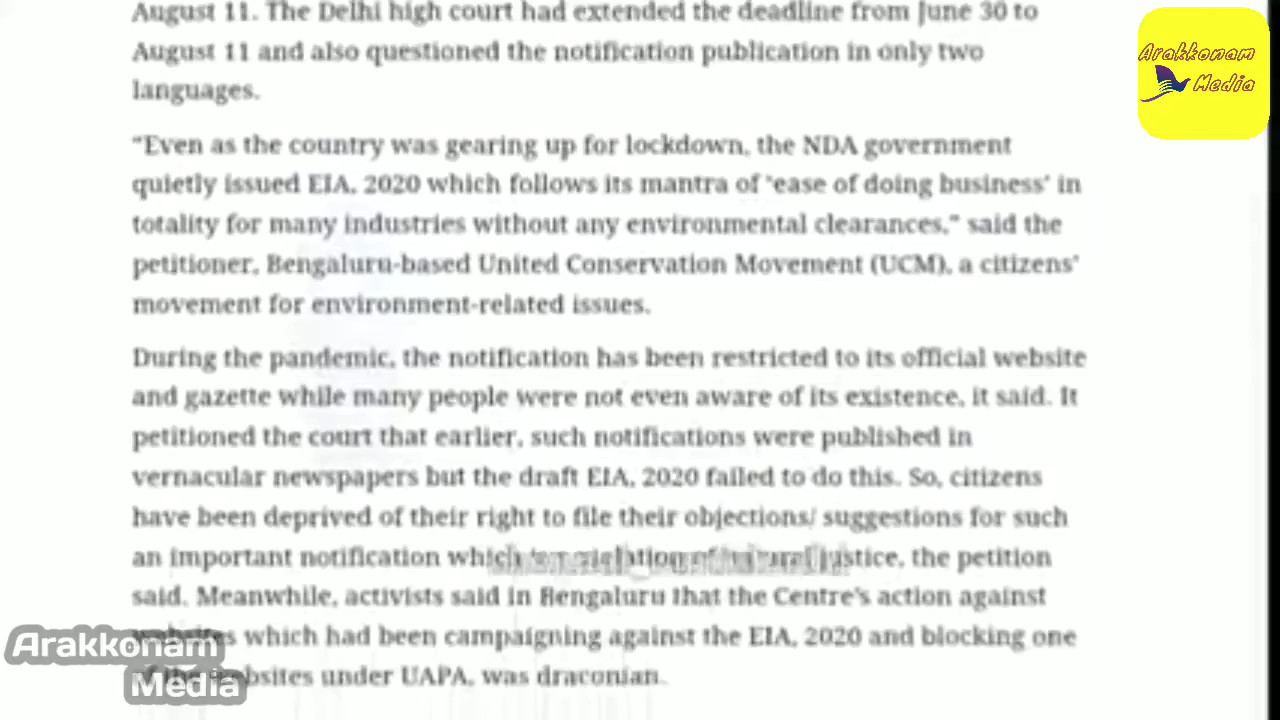 August 11. The Delhi high court had extended the deadline from June 30 to
August 11 and also questioned the notification publication in only two
languages.
“Even as the country was gearing up for lockdown, the NDA government
quietly issued EIA, 2020 which follows its mantra of ‘ease of doing business’ in
totality for many industries without any environmental clearances,” said the
petitioner, Bengaluru-based United Conservation Movement (UCM), a citizens’
movement for environment-related issues.
During the pandemic, the notification has been restricted to its official website
and gazette while many people were not even aware of its existence, it said. It
petitioned the court that earlier, such notifications were published in
vernacular newspapers but the draft EIA, 2020 failed to do this. So, citizens
have been deprived of their right to file their objections/ suggestions for such
an important notification which violation of natural justice, the petition
said. Meanwhile, activists said in Bengaluru that the Centre’s action against
websites which had been campaigning against the EIA, 2020 and blocking one
of the websites under UAPA, was draconian.
Arakkonam
Media
Arakkonam
Media